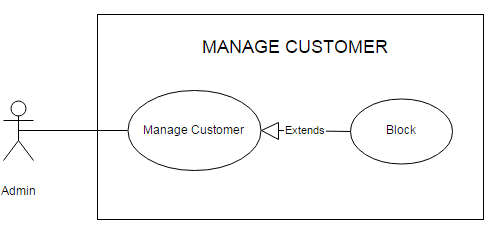 MANAGE CUSTOMER
Manage Customer
Extends
Block
Admin